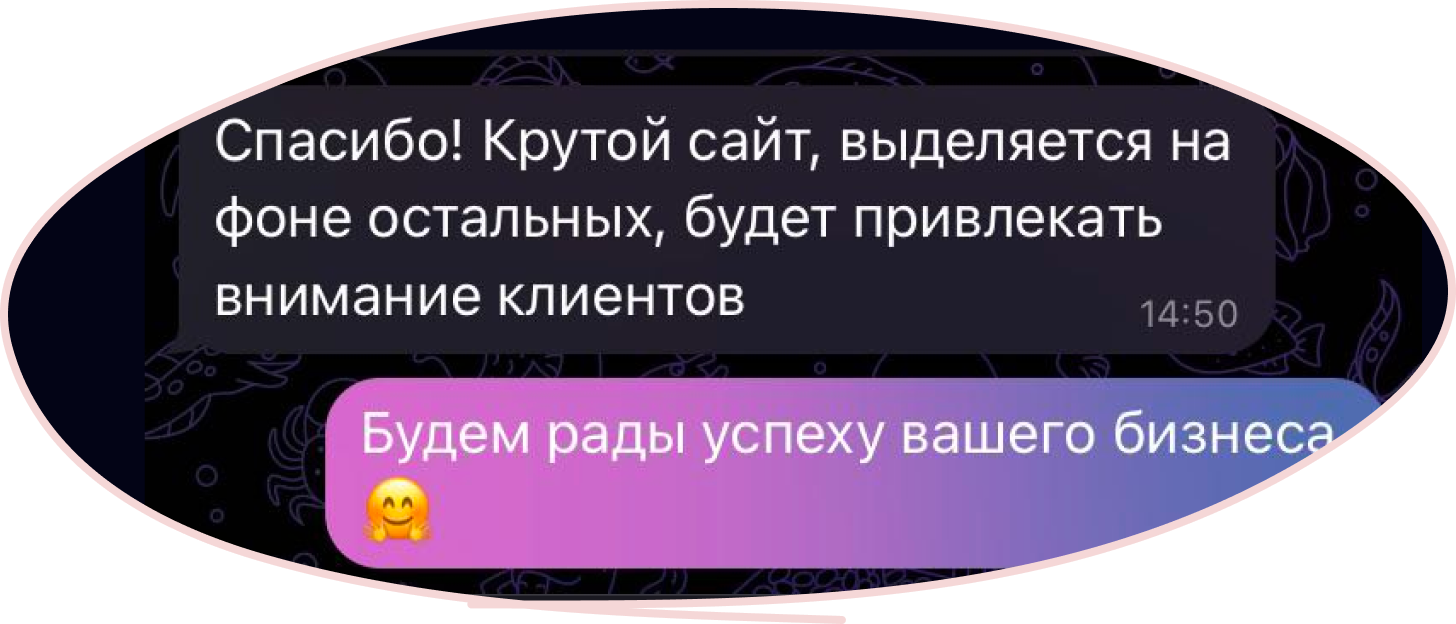 Спасибо! Крутой сайт, выделяется на
фоне остальных, будет привлекать
внимание клиентов
14:50
Будем рады успеху вашего бизнеса
🤗